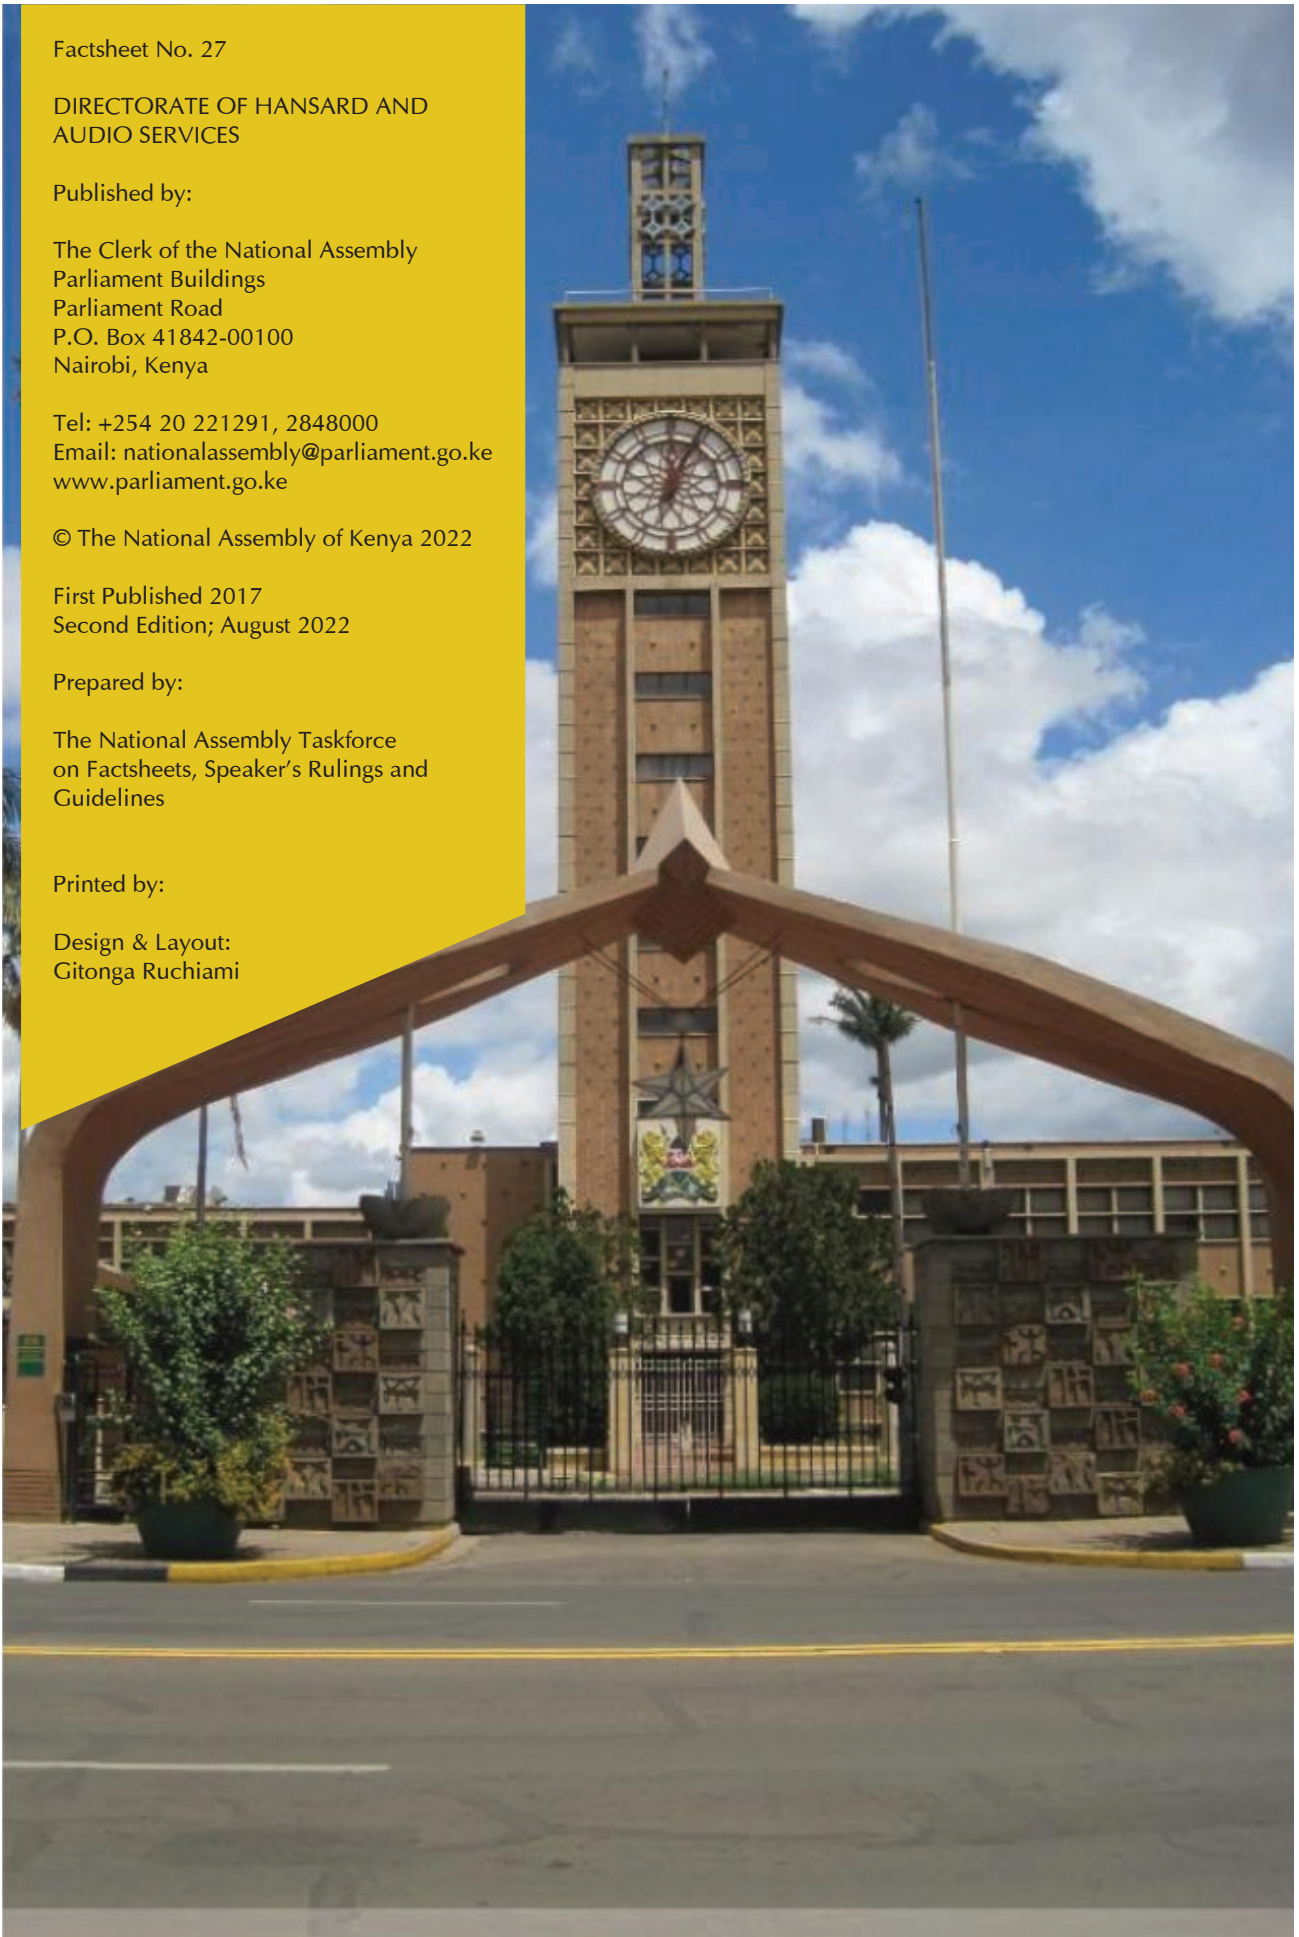 Factsheet No. 27
DIRECTORATE OF HANSARD AND
AUDIO SERVICES
Published by:
The Clerk of the National Assembly
Parliament Buildings
Parliament Road
P.O. Box 41842-00100
Nairobi, Kenya
Tel: +254 20 221291, 2848000
Email: nationalassembly@parliament.go.ke
www.parliament.go.ke
© The National Assembly of Kenya 2022
First Published 2017
Second Edition; August 2022
Prepared by:
The National Assembly Taskforce
on Factsheets, Speaker’s Rulings and
Guidelines
Printed by:
Design & Layout:
Gitonga Ruchiami